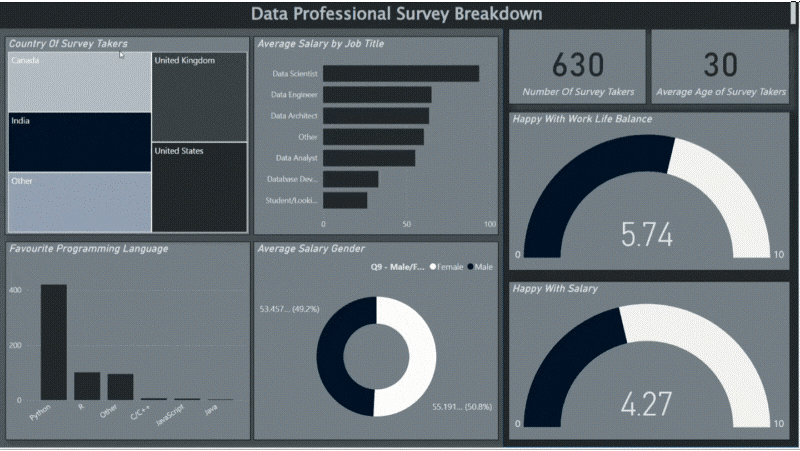 Data Professional Survey Breakdown
Country Of Survey Takers
Canada
United Kingdom
India
United States
Other
Average Salary by Job Title
Data Scientist
Data Engineer
Data Architect
Other
Data Analyst
Database Dev...
Student/Looki...
0
50
100
630
Number Of Survey Takers
30
Average Age of Survey Takers
Happy With Work Life Balance
5.74
0
10
Favourite Programming Language
400
200
0
Python
R
Other
C/C++
JavaScript
Java
Average Salary Gender
Q9 - Male/F... Female Male
53.457... (49.2%)
55.191... (50.8%)
Happy With Salary
4.27
0
10